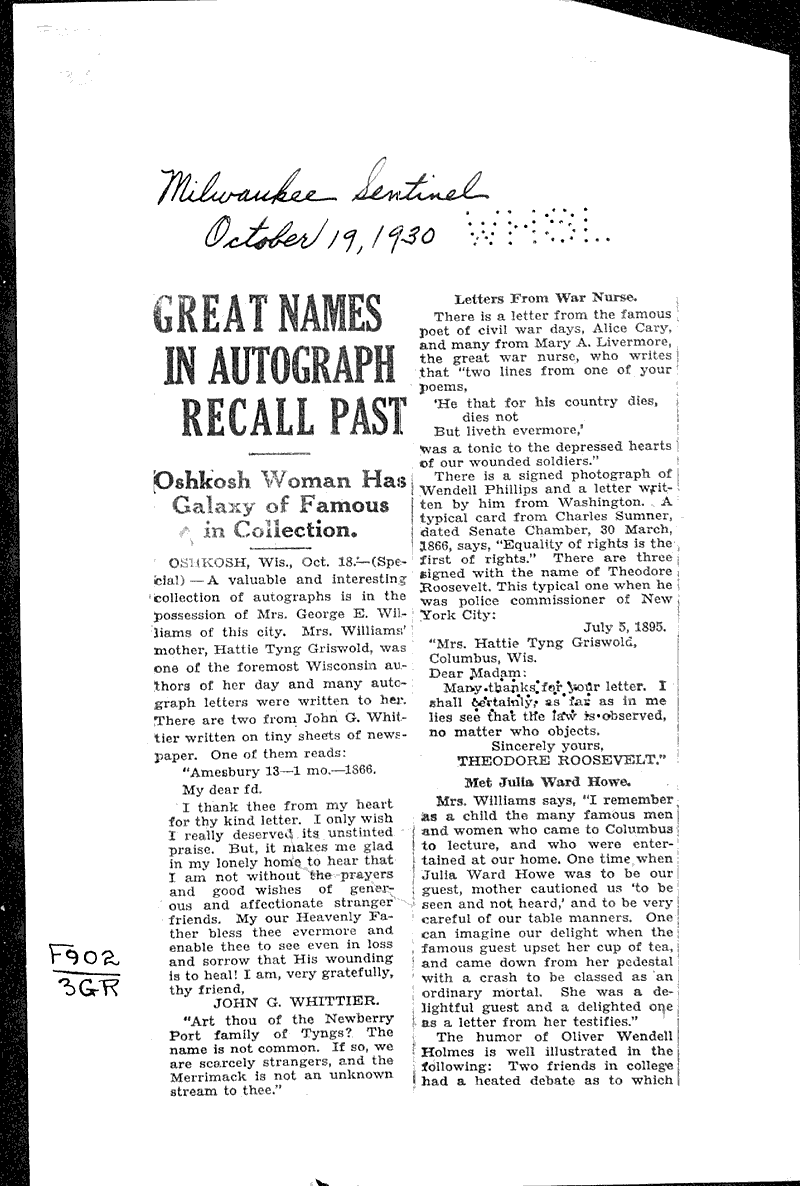 Milwaukee Sentinel
October 19, 1930
WHSL.
GREAT NAMES
IN AUTOGRAPH
RECALL PAST
Oshkosh Woman Has
Galaxy of Famous
in Collection.
OSHKOSH, Wis., Oct. 18.—(Spe-
cial) — A valuable and interesting
collection of autographs is in the
possession of Mrs. George E. Wil-
liams of this city. Mrs. Williams'
mother, Hattie Tyng Griswold, was
one of the foremost Wisconsin au-
thors of her day and many auto-
graph letters were written to her.
There are two from John G. Whit-
tier written on tiny sheets of news-
paper. One of them reads:
"Amesbury 13—1 mo.—1866.
My dear fd.
I thank thee from my heart
for thy kind letter. I only wish
I really deserved its unstinted
praise. But, it makes me glad
in my lonely home to hear that
I am not without the prayers
and good wishes of gener-
ous and affectionate stranger
friends. My our Heavenly Fa-
ther bless thee evermore and
enable thee to see even in loss
and sorrow that His wounding
is to heal! I am, very gratefully,
thy friend,
JOHN G. WHITTIER.
"Art thou of the Newberry
Port family of Tyngs? The
name is not common. If so, we
are scarcely strangers, and the
Merrimack is not an unknown
stream to thee."
Letters From War Nurse.
There is a letter from the famous
poet of civil war days, Alice Cary,
and many from Mary A. Livermore,
the great war nurse, who writes
that "two lines from one of your
poems,
'He that for his country dies,
dies not
But liveth evermore,'
was a tonic to the depressed hearts
of our wounded soldiers."
There is a signed photograph of
Wendell Phillips and a letter writ-
ten by him from Washington. A
typical card from Charles Sumner,
dated Senate Chamber, 30 March,
1866, says, "Equality of rights is the
first of rights." There are three
signed with the name of Theodore
Roosevelt. This typical one when he
was police commissioner of New
York City:
July 5, 1895.
"Mrs. Hattie Tyng Griswold,
Columbus, Wis.
Dear Madam:
Many thanks for your letter. I
shall certainly, as far as in me
lies see that the law is observed,
no matter who objects.
Sincerely yours,
THEODORE ROOSEVELT."
Met Julia Ward Howe.
Mrs. Williams says, "I remember
as a child the many famous men
and women who came to Columbus
to lecture, and who were enter-
tained at our home. One time when
Julia Ward Howe was to be our
guest, mother cautioned us 'to be
seen and not heard,' and to be very
careful of our table manners. One
can imagine our delight when the
famous guest upset her cup of tea,
and came down from her pedestal
with a crash to be classed as an
ordinary mortal. She was a de-
lightful guest and a delighted one
as a letter from her testifies."
The humor of Oliver Wendell
Holmes is well illustrated in the
following: Two friends in college
had a heated debate as to which
F902
3GR